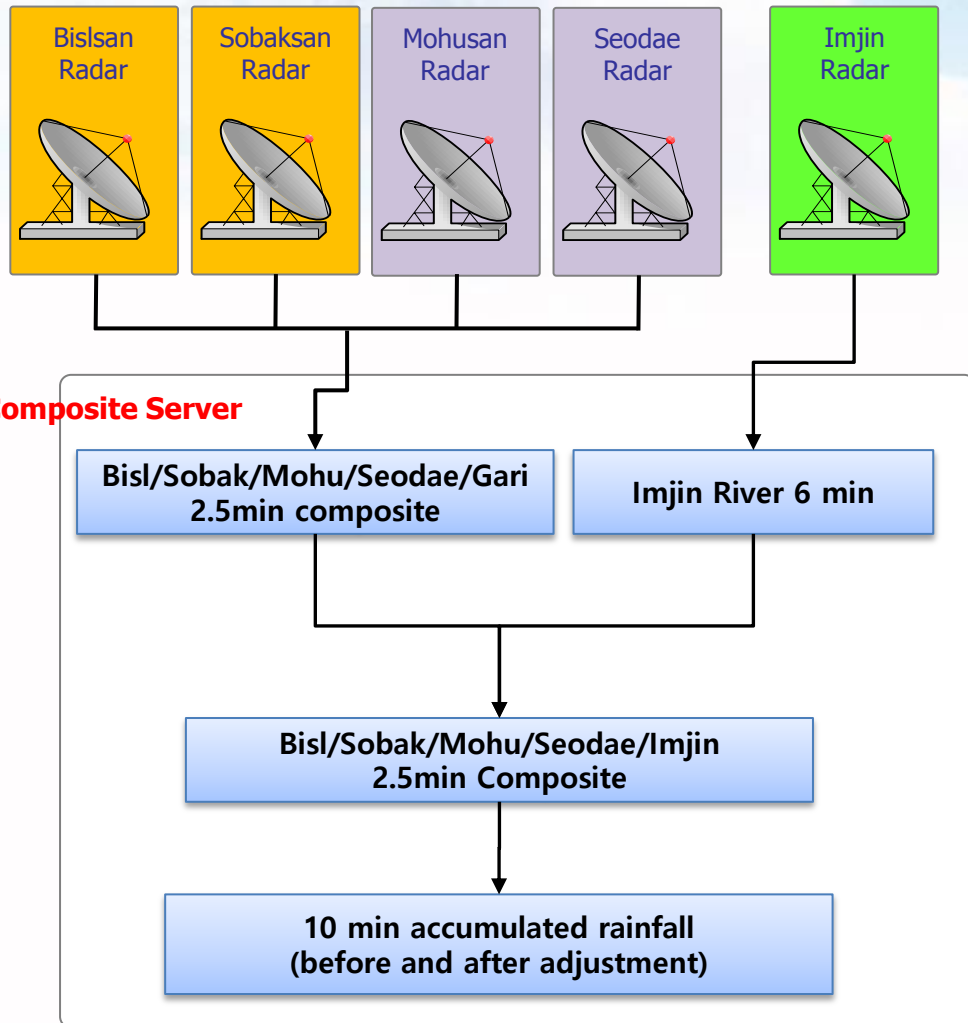 Bislsan
Radar
Sobaksan
Radar
Mohusan
Radar
Seodae
Radar
Imjin
Radar
omposite Server
Bisl/Sobak/Mohu/Seodae/Gari
2.5min composite
Imjin River 6 min
Bisl/Sobak/Mohu/Seodae/Imjin
2.5min Composite
10 min accumulated rainfall
(before and after adjustment)